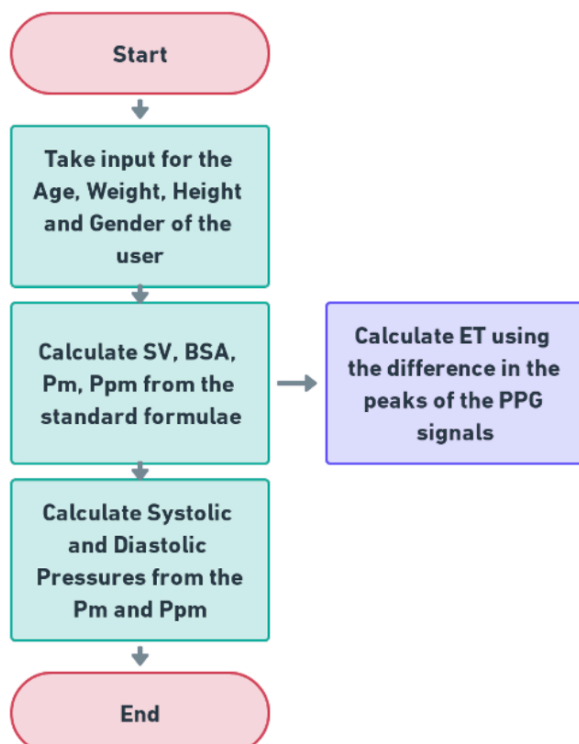 Start
Take input for the
Age, Weight, Height
and Gender of the
user
Calculate SV, BSA,
Pm, Ppm from the
standard formulae
Calculate ET using
the difference in the
peaks of the PPG
signals
Calculate Systolic
and Diastolic
Pressures from the
Pm and Ppm
End